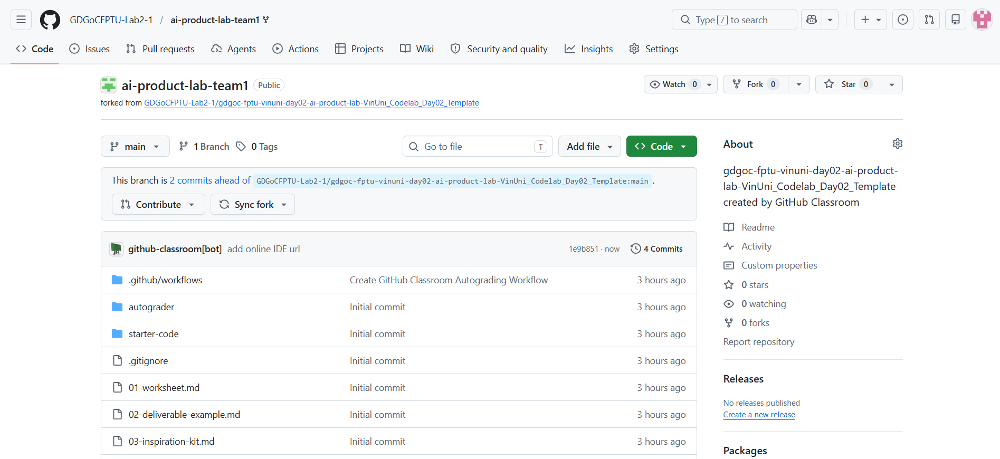 GDGoCFPTU-Lab2-1 / ai-product-lab-team1
Type / to search
Code
Issues
Pull requests
Agents
Actions
Projects
Wiki
Security and quality
Insights
Settings
ai-product-lab-team1 Public
Watch 0
Fork 0
Star 0
forked from GDGoCFPTU-Lab2-1/gdgoc-fptu-vinuni-day02-ai-product-lab-VinUni_Codelab_Day02_Template
main
1 Branch
0 Tags
Go to file T
Add file
Code
This branch is 2 commits ahead of GDGoCFPTU-Lab2-1/gdgoc-fptu-vinuni-day02-ai-product-lab-VinUni_Codelab_Day02_Template:main .
Contribute
Sync fork
github-classroom[bot] add online IDE url 1e9b851 · now 4 Commits
.github/workflows Create GitHub Classroom Autograding Workflow 3 hours ago
autograder Initial commit 3 hours ago
starter-code Initial commit 3 hours ago
.gitignore Initial commit 3 hours ago
01-worksheet.md Initial commit 3 hours ago
02-deliverable-example.md Initial commit 3 hours ago
03-inspiration-kit.md Initial commit 3 hours ago
About
gdgoc-fptu-vinuni-day02-ai-product-
lab-VinUni_Codelab_Day02_Template
created by GitHub Classroom
Readme
Activity
Custom properties
0 stars
0 watching
0 forks
Report repository
Releases
No releases published
Create a new release
Packages